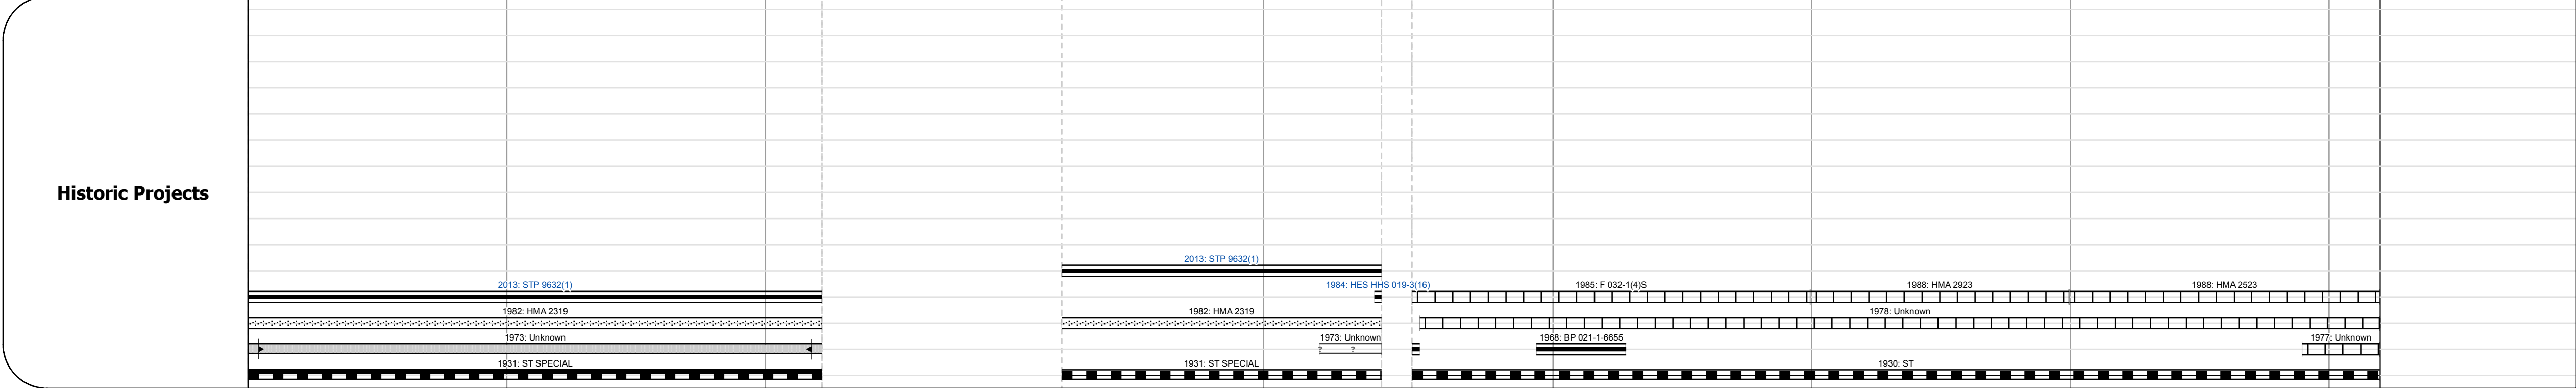 Historic Projects
2013: STP 9632(1)
2013: STP 9632(1)
1984: HES HHS 019-3(16)
1985: F 032-1(4)S
1988: HMA 2923
1988: HMA 2523
1982: HMA 2319
1982: HMA 2319
1978: Unknown
1973: Unknown
1973: Unknown
? ?
1968: BP 021-1-6655
1977: Unknown
1931: ST SPECIAL
1931: ST SPECIAL
1930: ST